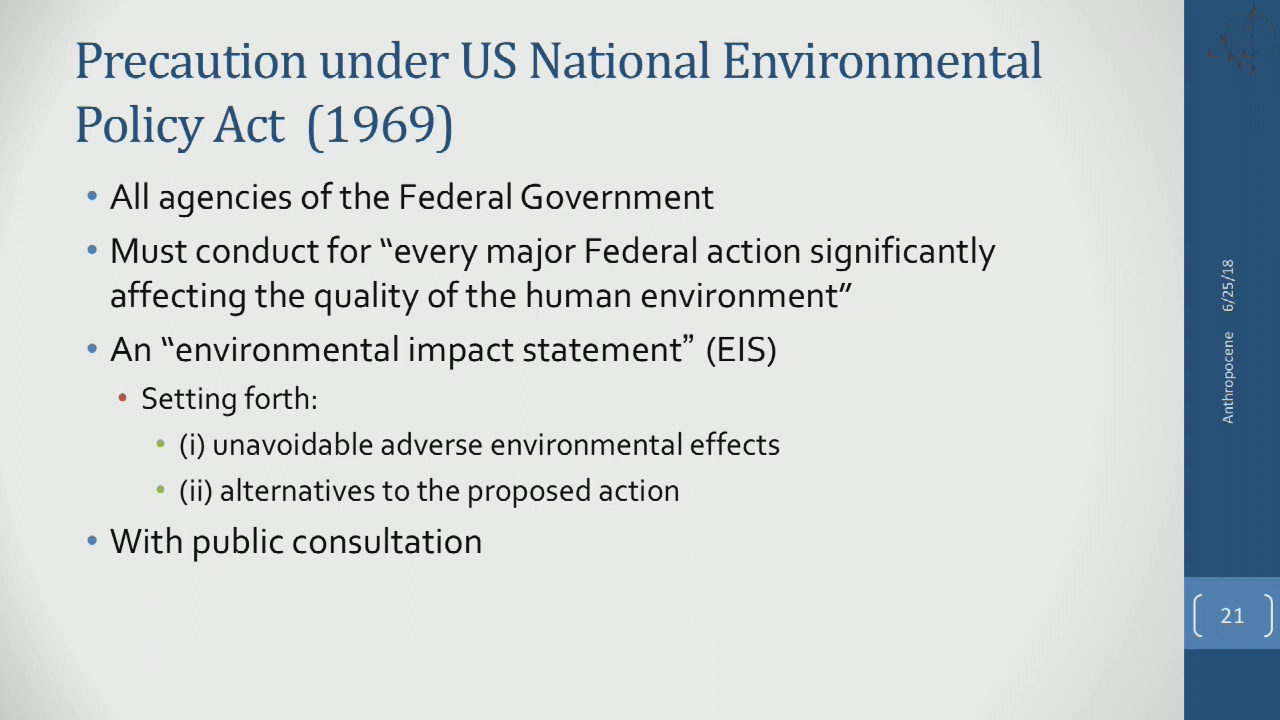 Precaution under US National Environmental
Policy Act (1969)
• All agencies of the Federal Government
• Must conduct for “every major Federal action significantly
affecting the quality of the human environment”
• An “environmental impact statement” (EIS)
• Setting forth:
• (i) unavoidable adverse environmental effects
• (ii) alternatives to the proposed action
• With public consultation
Anthropocene 6/25/18
21